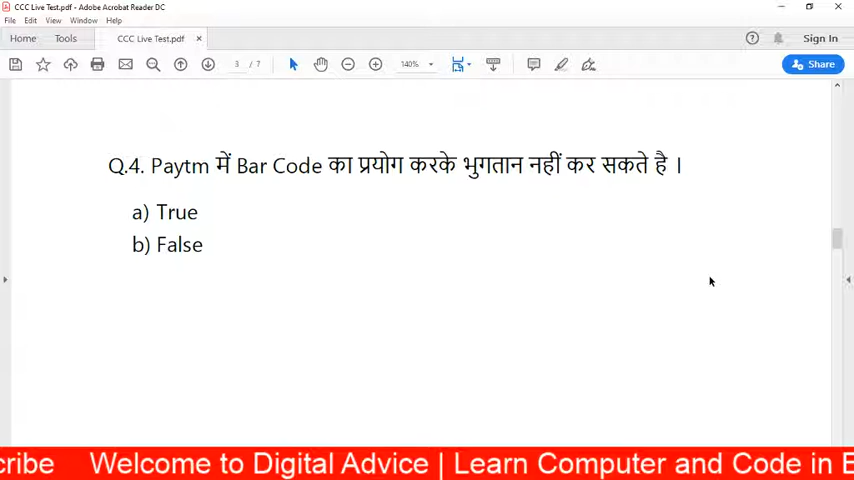 CCC Live Test.pdf - Adobe Acrobat Reader DC
File Edit View Window Help
Home Tools CCC Live Test.pdf × Sign In
3 / 7 140% Share
Q.4. Paytm में Bar Code का प्रयोग करके भुगतान नहीं कर सकते है ।
a) True
b) False
cribe Welcome to Digital Advice | Learn Computer and Code in E